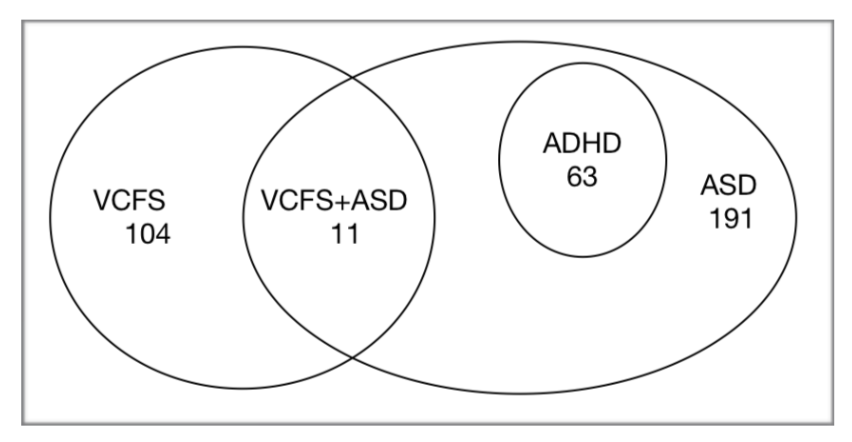 VCFS
104
VCFS+ASD
11
ADHD
63
ASD
191